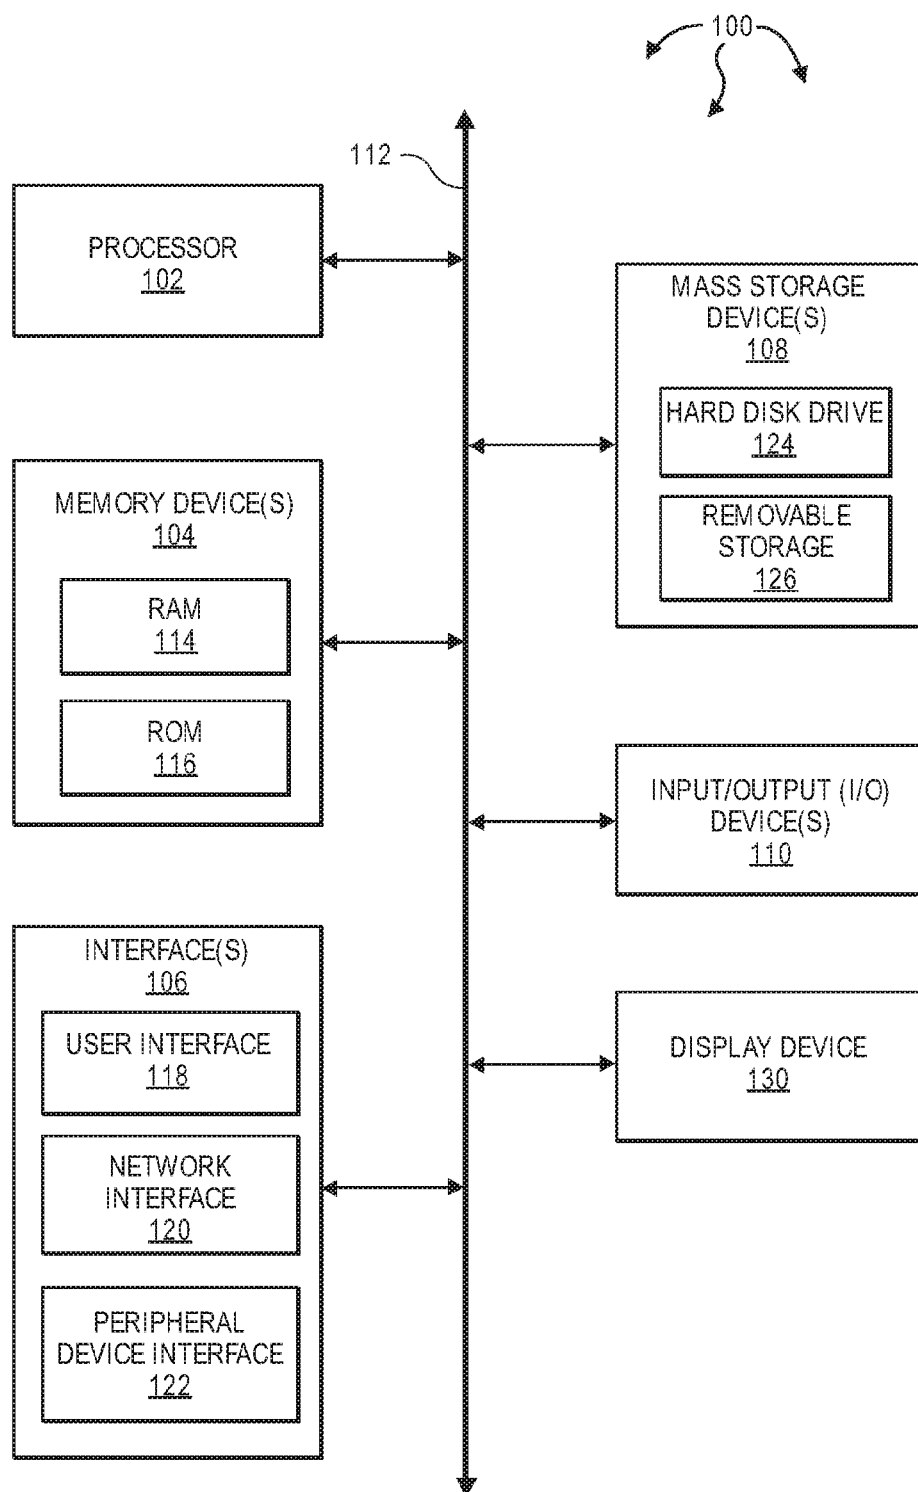 100
112
PROCESSOR
102
MEMORY DEVICE(S)
104
RAM
114
ROM
116
INTERFACE(S)
106
USER INTERFACE
118
NETWORK
INTERFACE
120
PERIPHERAL
DEVICE INTERFACE
122
MASS STORAGE
DEVICE(S)
108
HARD DISK DRIVE
124
REMOVABLE
STORAGE
126
INPUT/OUTPUT (I/O)
DEVICE(S)
110
DISPLAY DEVICE
130